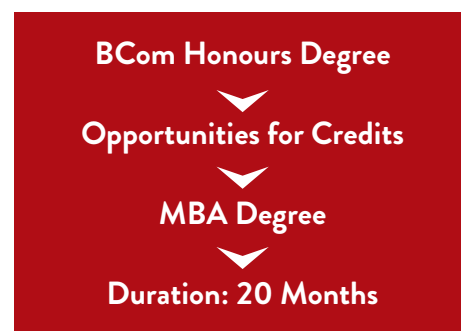 BCom Honours Degree
Opportunities for Credits
MBA Degree
Duration: 20 Months